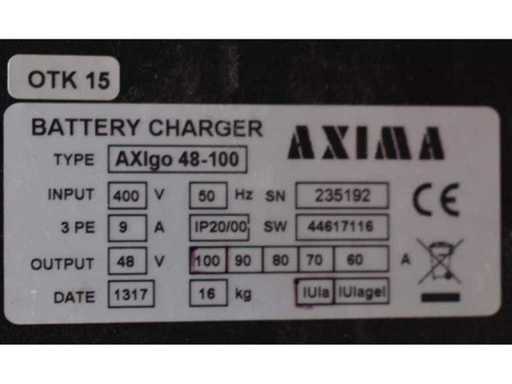 OTK 15
BATTERY CHARGER AXIMA
TYPE AXIgo 48-100
INPUT 400 V 50 Hz SN 235192 CE
3 PE 9 A IP20/00 SW 44617116
OUTPUT 48 V 100 90 80 70 60 A
DATE 1317 16 kg IUIa IUIagel